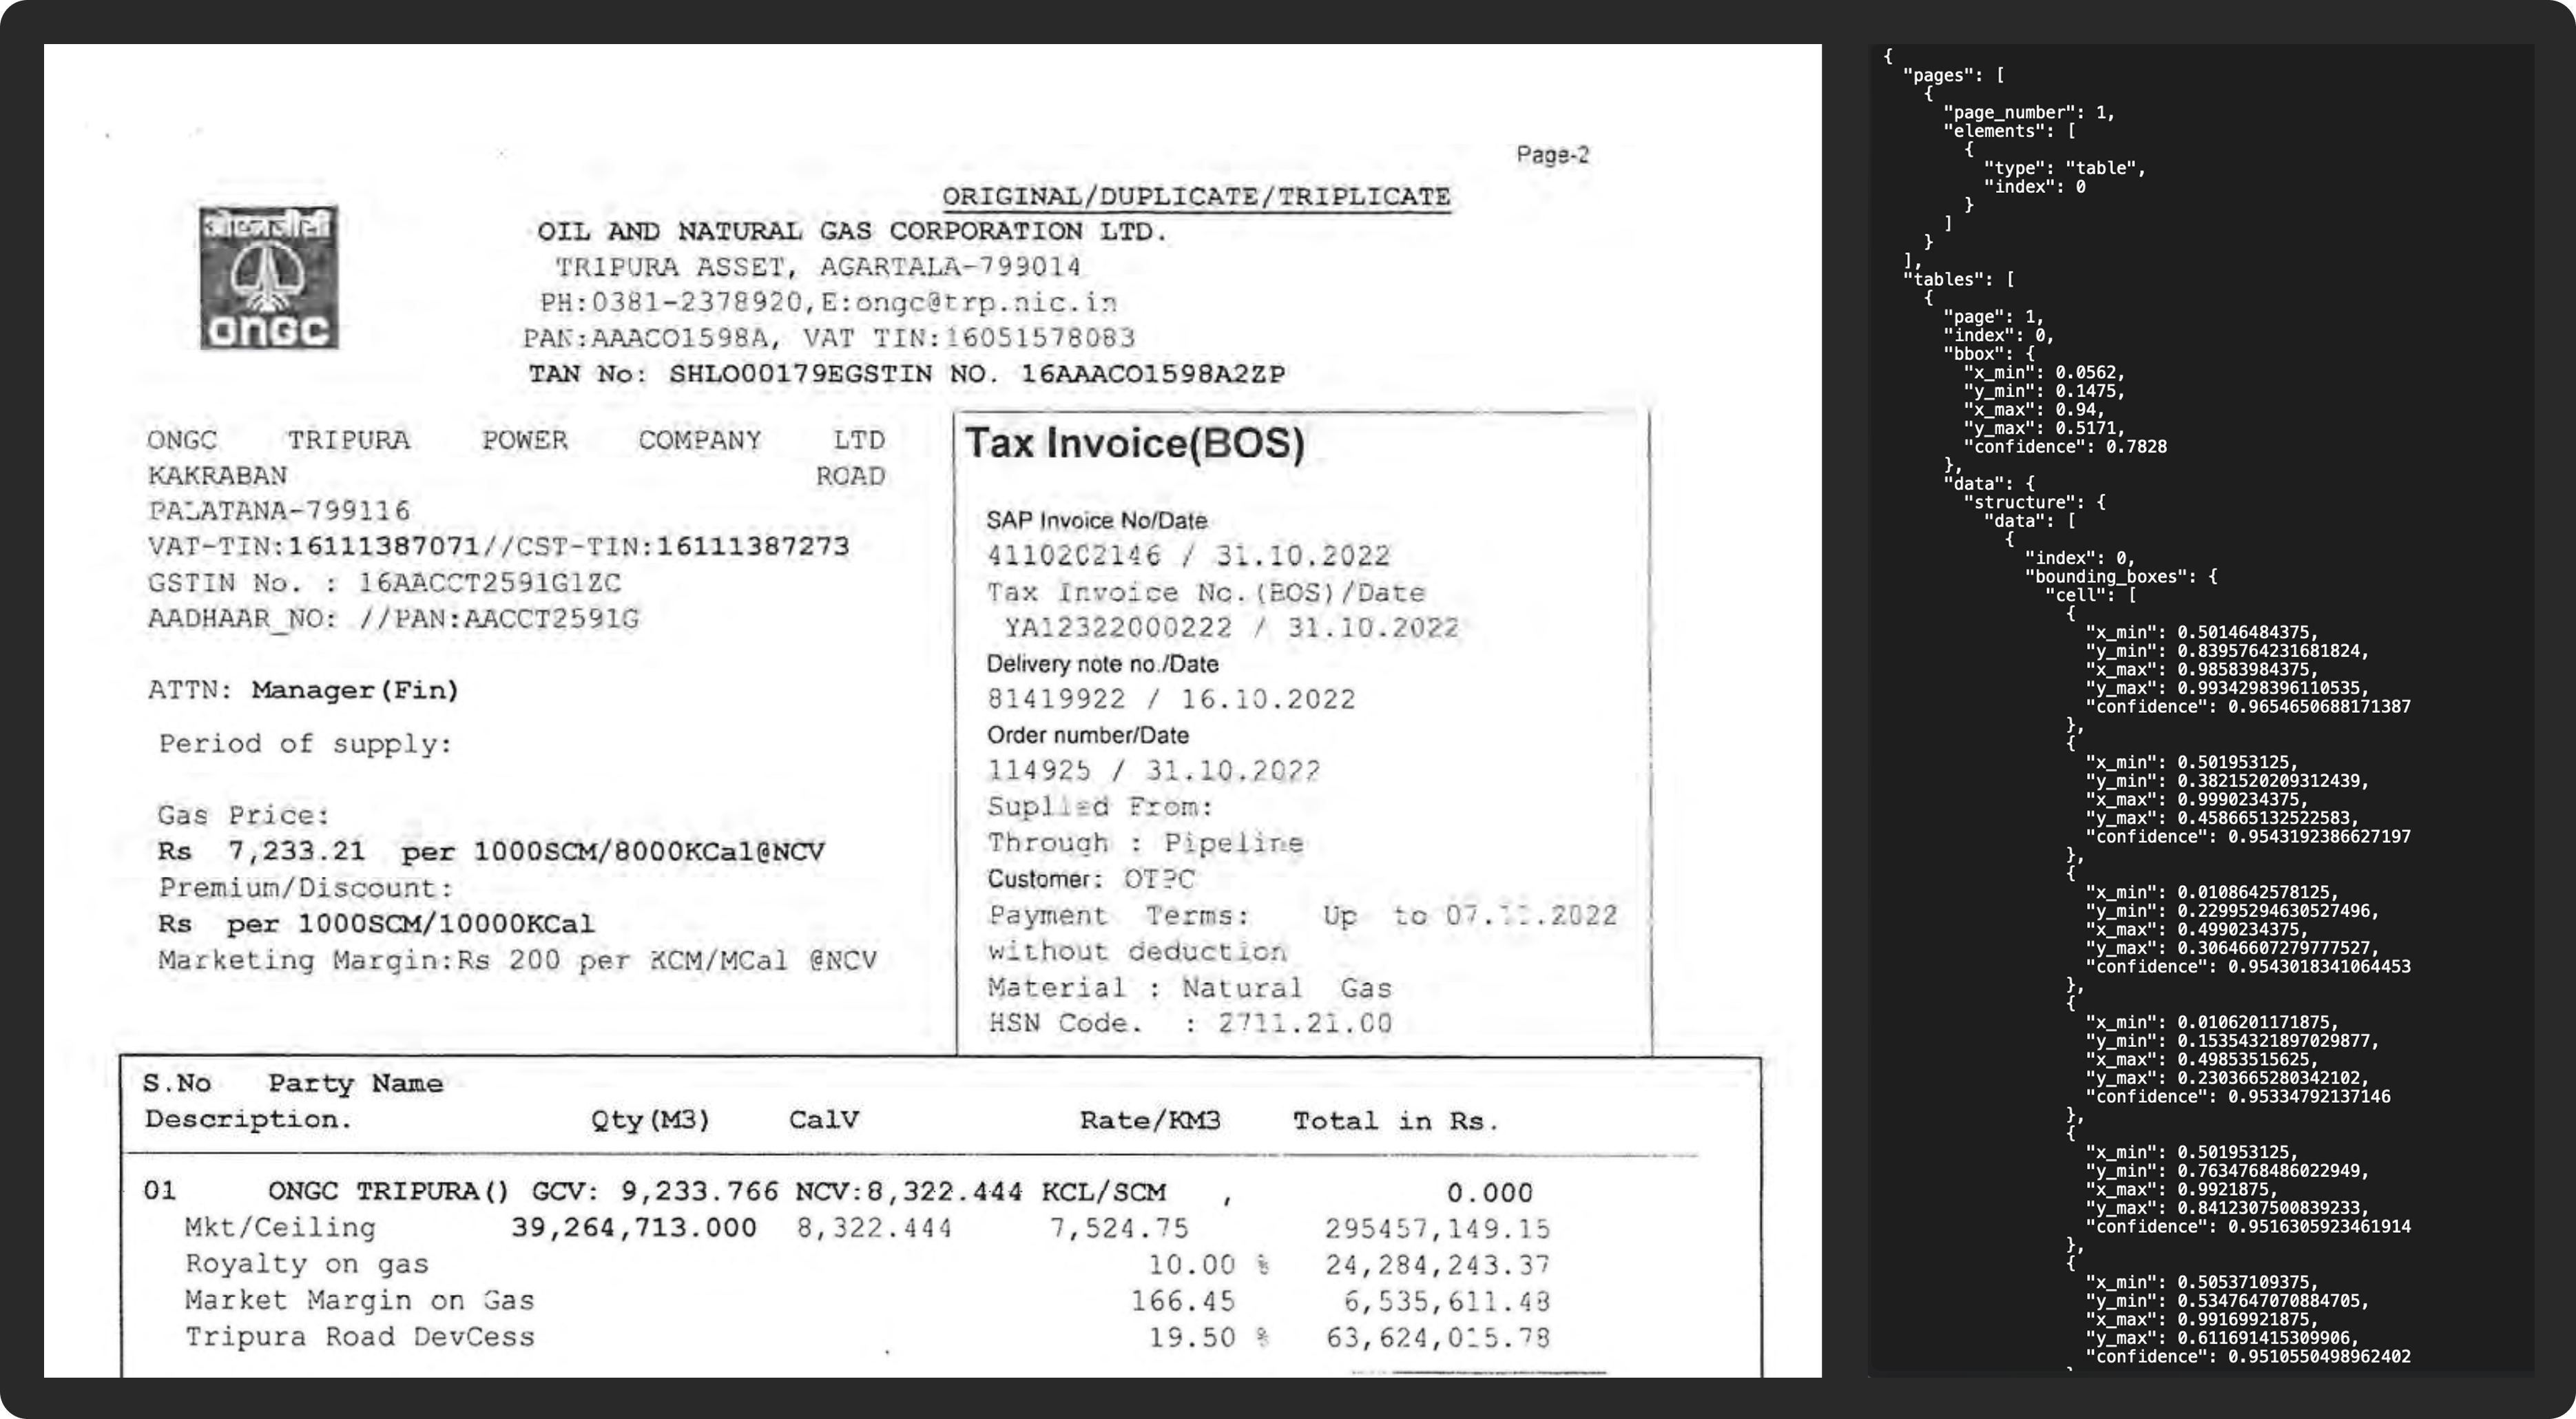 Page-2
ORIGINAL/DUPLICATE/TRIPLICATE
ओएनजीसी
ONGC
OIL AND NATURAL GAS CORPORATION LTD.
TRIPURA ASSET, AGARTALA-799014
PH:0381-2378920,E:ongc@trp.nic.in
PAN:AAACO1598A, VAT TIN:16051578083
TAN No: SHLO00179EGSTIN NO. 16AAACO1598A2ZP
ONGC TRIPURA POWER COMPANY LTD
KAKRABAN ROAD
PALATANA-799116
VAT-TIN:16111387071//CST-TIN:16111387273
GSTIN No. : 16AACCT2591G1ZC
AADHAAR_NO: //PAN:AACCT2591G
ATTN: Manager(Fin)
Period of supply:
Gas Price:
Rs 7,233.21 per 1000SCM/8000KCal@NCV
Premium/Discount:
Rs per 1000SCM/10000KCal
Marketing Margin:Rs 200 per KCM/MCal @NCV
Tax Invoice(BOS)
SAP Invoice No/Date
4110202146 / 31.10.2022
Tax Invoice No.(BOS)/Date
YA12322000222 / 31.10.2022
Delivery note no./Date
81419922 / 16.10.2022
Order number/Date
114925 / 31.10.2022
Suplied From:
Through : Pipeline
Customer: OTPC
Payment Terms: Up to 07.11.2022
without deduction
Material : Natural Gas
HSN Code. : 2711.21.00
S.No Party Name
Description. Qty(M3) CalV Rate/KM3 Total in Rs.
01 ONGC TRIPURA() GCV: 9,233.766 NCV:8,322.444 KCL/SCM , 0.000
Mkt/Ceiling 39,264,713.000 8,322.444 7,524.75 295457,149.15
Royalty on gas 10.00 % 24,284,243.37
Market Margin on Gas 166.45 6,535,611.48
Tripura Road DevCess 19.50 % 63,624,015.78
{
"pages": [
{
"page_number": 1,
"elements": [
{
"type": "table",
"index": 0
}
]
}
],
"tables": [
{
"page": 1,
"index": 0,
"bbox": {
"x_min": 0.0562,
"y_min": 0.1475,
"x_max": 0.94,
"y_max": 0.5171,
"confidence": 0.7828
},
"data": {
"structure": {
"data": [
{
"index": 0,
"bounding_boxes": {
"cell": [
{
"x_min": 0.50146484375,
"y_min": 0.8395764231681824,
"x_max": 0.98583984375,
"y_max": 0.9934298396110535,
"confidence": 0.9654650688171387
},
{
"x_min": 0.501953125,
"y_min": 0.3821520209312439,
"x_max": 0.9990234375,
"y_max": 0.458665132522583,
"confidence": 0.9543192386627197
},
{
"x_min": 0.0108642578125,
"y_min": 0.22995294630527496,
"x_max": 0.4990234375,
"y_max": 0.30646607279777527,
"confidence": 0.9543018341064453
},
{
"x_min": 0.0106201171875,
"y_min": 0.15354321897029877,
"x_max": 0.49853515625,
"y_max": 0.2303665280342102,
"confidence": 0.95334792137146
},
{
"x_min": 0.501953125,
"y_min": 0.7634768486022949,
"x_max": 0.9921875,
"y_max": 0.8412307500839233,
"confidence": 0.9516305923461914
},
{
"x_min": 0.50537109375,
"y_min": 0.5347647070884705,
"x_max": 0.99169921875,
"y_max": 0.611691415309906,
"confidence": 0.9510550498962402